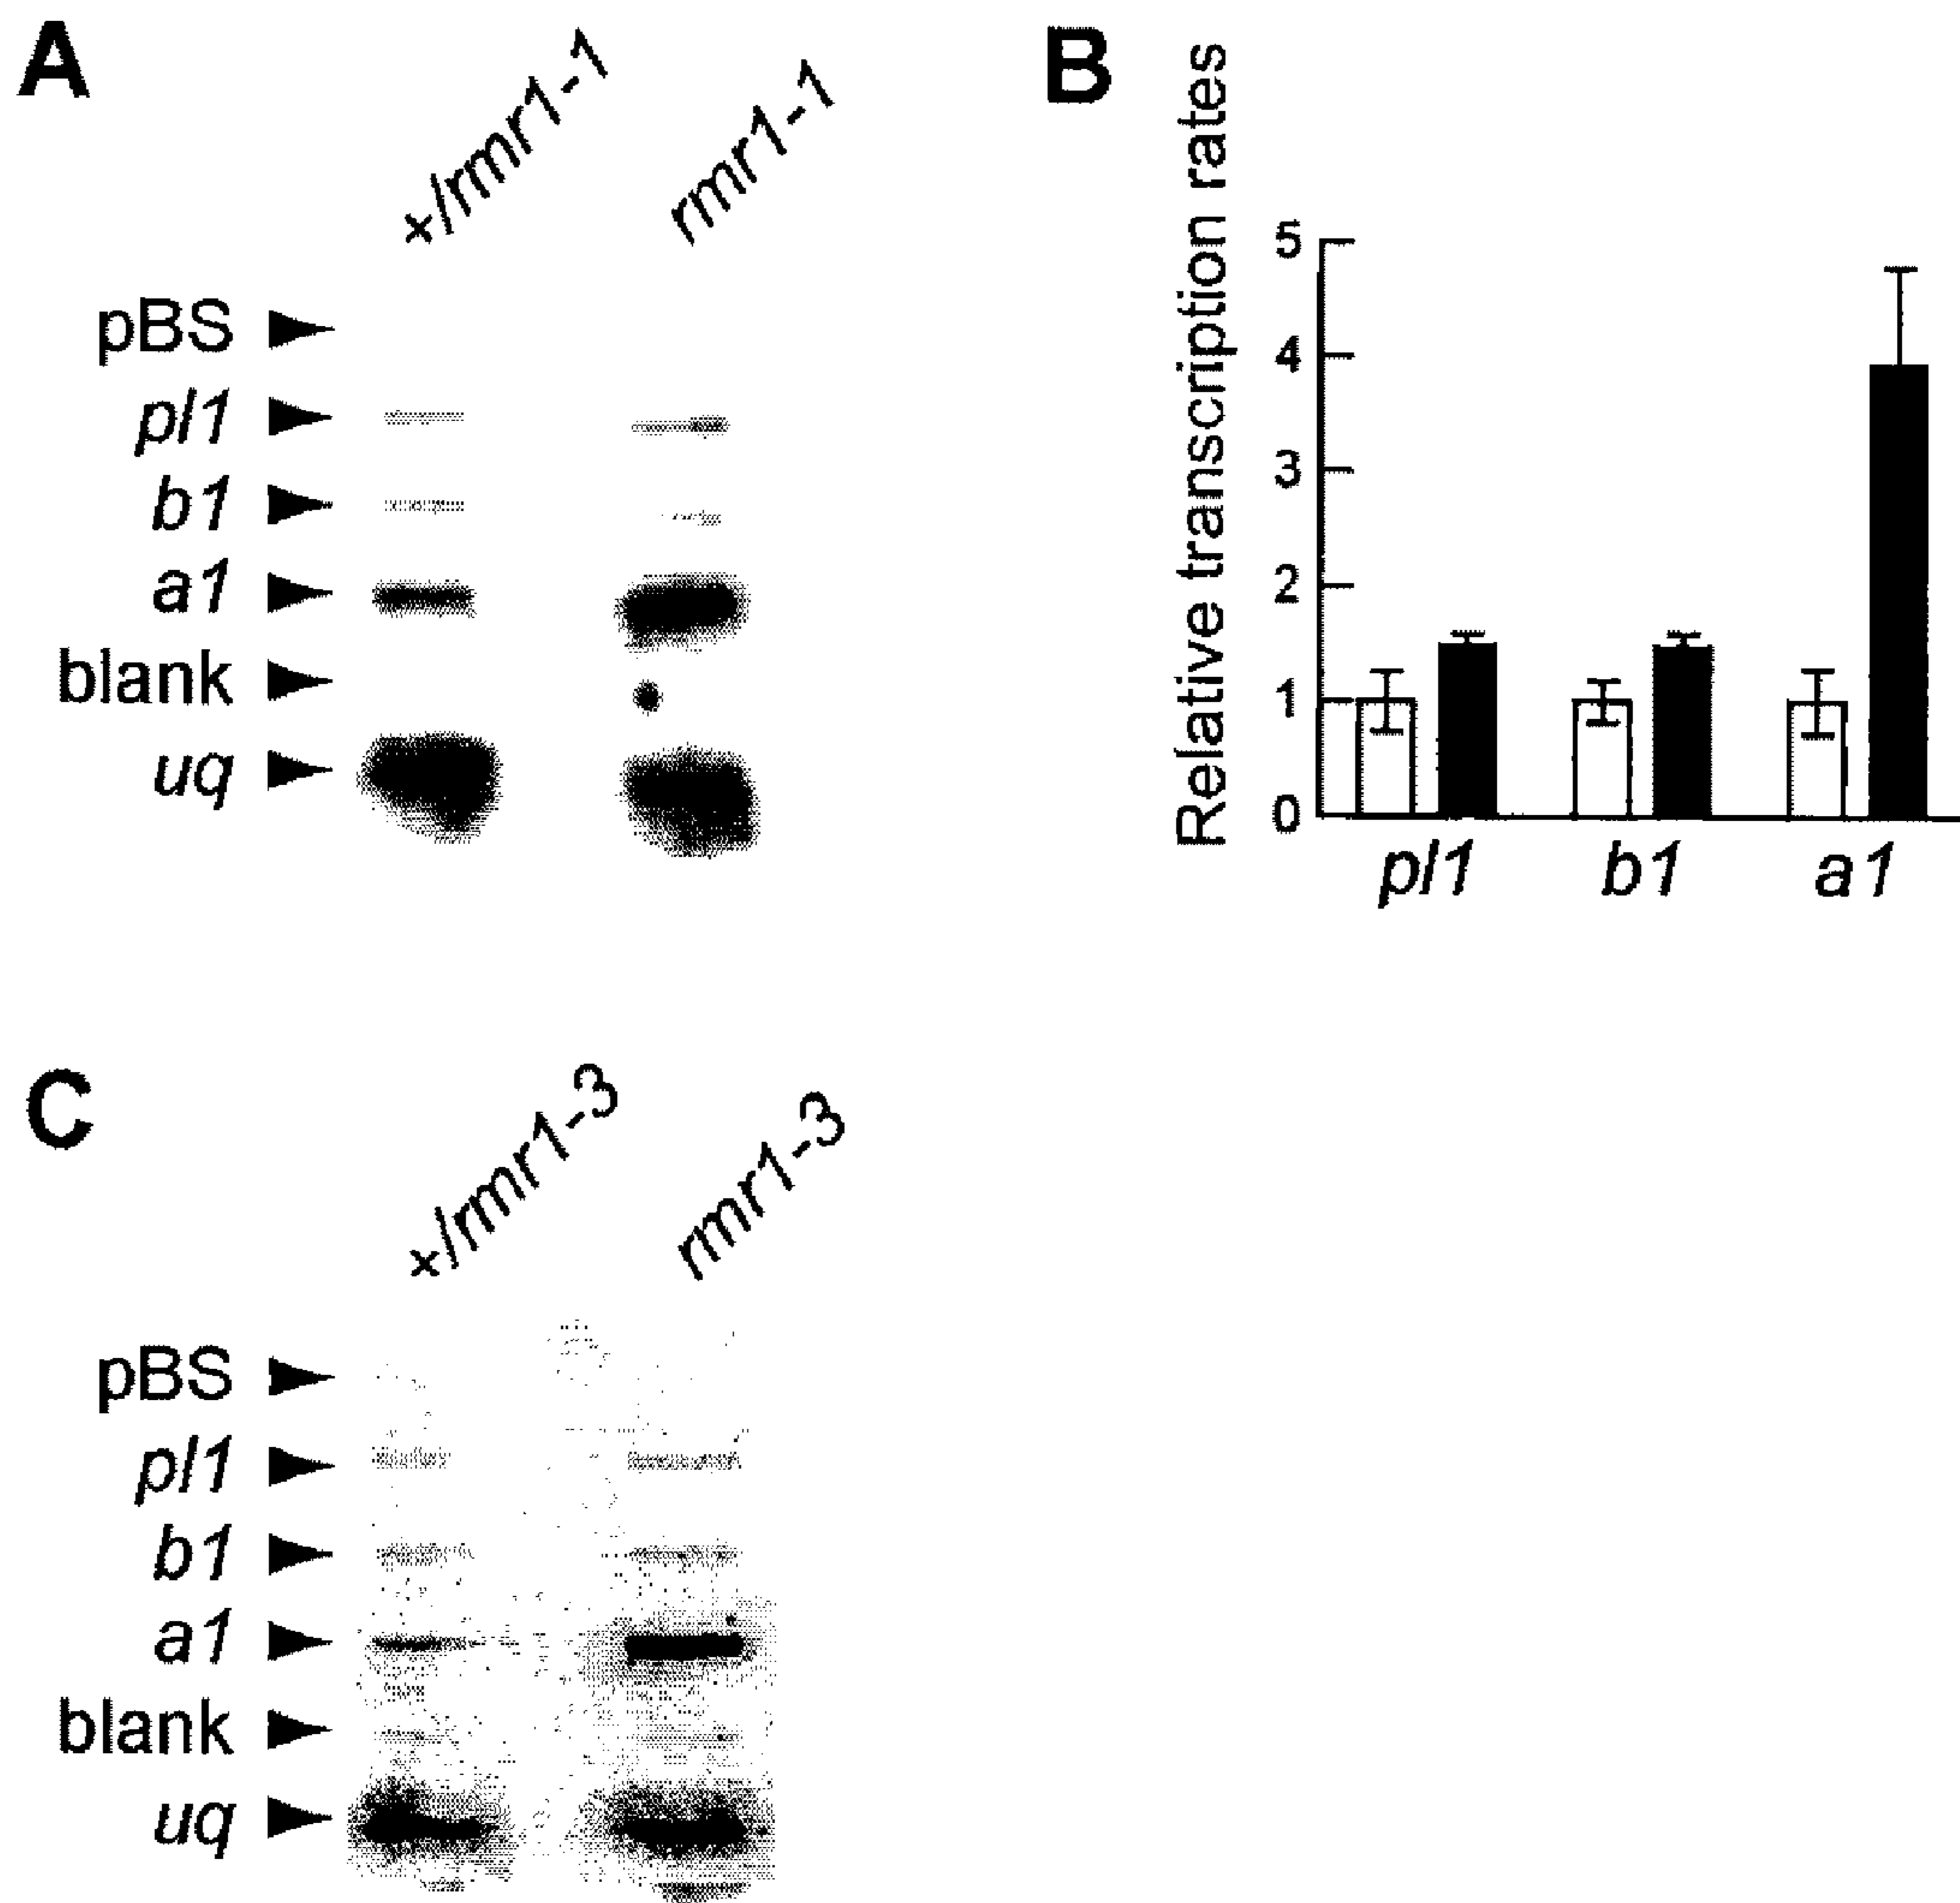 A
+/rmr1-1
rmr1-1
pBS
pl1
b1
a1
blank
uq
B
Relative transcription rates
5
4
3
2
1
0
pl1 b1 a1
C
+/rmr1-3
rmr1-3
pBS
pl1
b1
a1
blank
uq